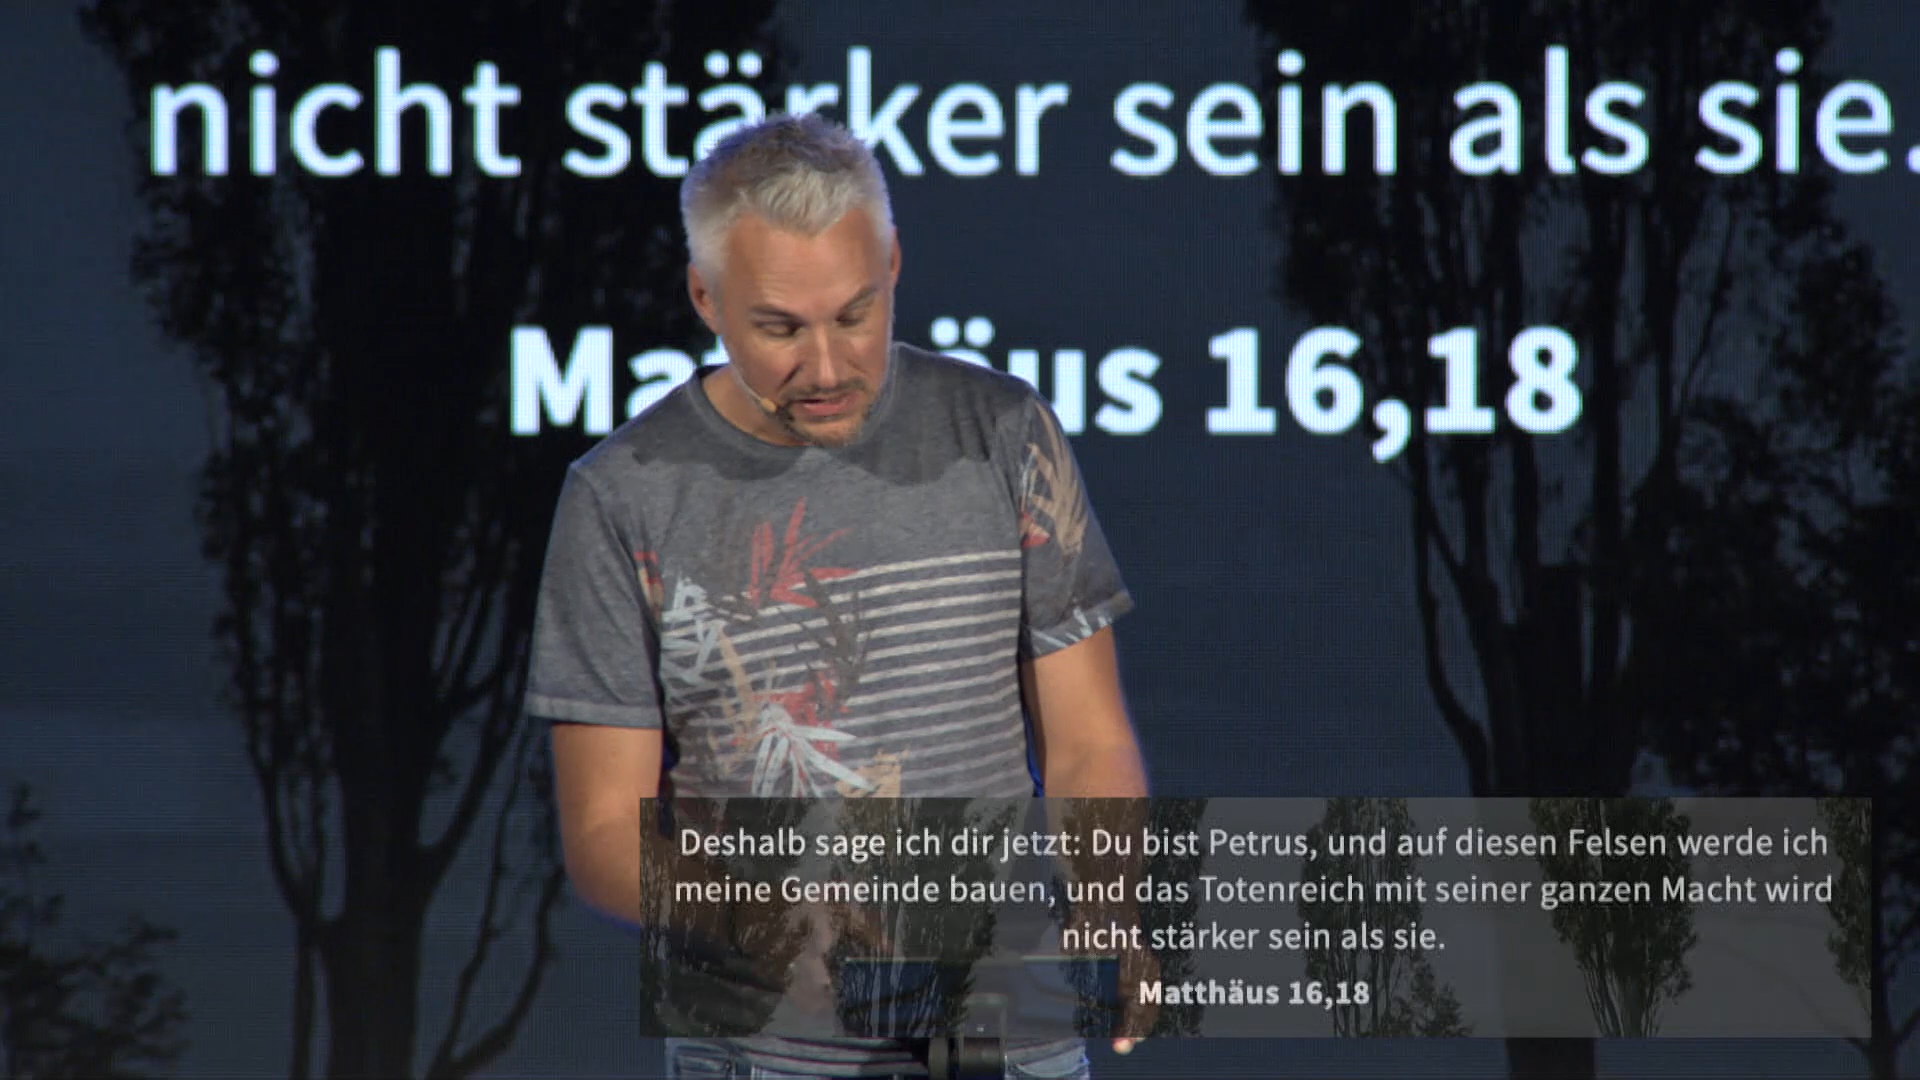 nicht stärker sein als sie.
Matthäus 16,18
Deshalb sage ich dir jetzt: Du bist Petrus, und auf diesen Felsen werde ich
meine Gemeinde bauen, und das Totenreich mit seiner ganzen Macht wird
nicht stärker sein als sie.
Matthäus 16,18